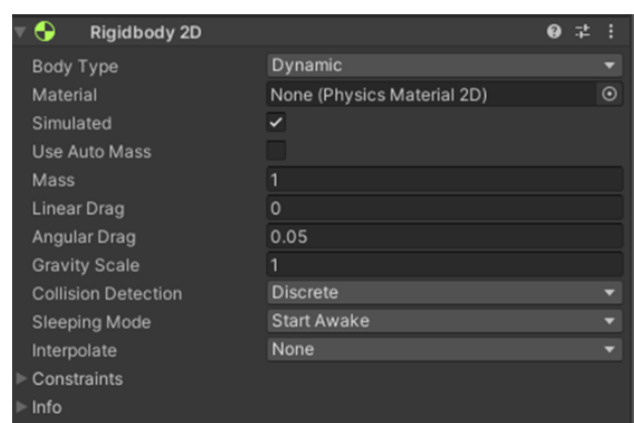 Rigidbody 2D
Body Type Dynamic
Material None (Physics Material 2D)
Simulated
Use Auto Mass
Mass 1
Linear Drag 0
Angular Drag 0.05
Gravity Scale 1
Collision Detection Discrete
Sleeping Mode Start Awake
Interpolate None
Constraints
Info